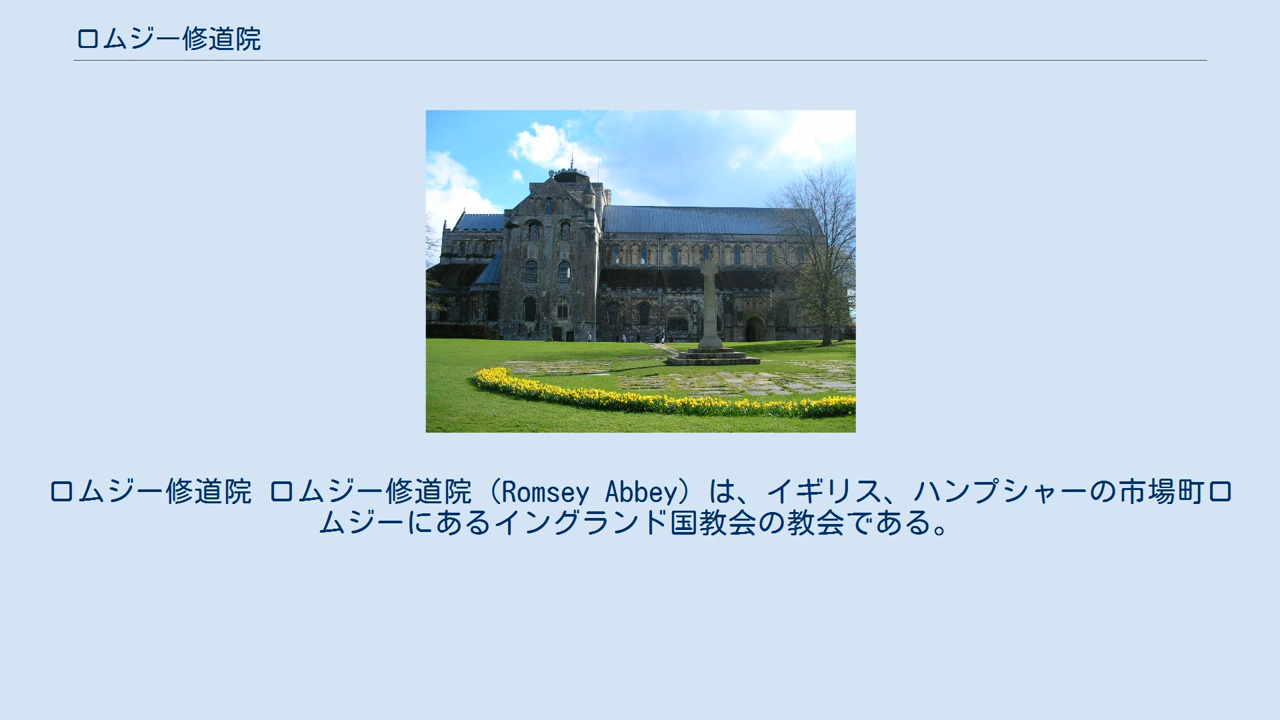 ロムジー修道院
ロムジー修道院 ロムジー修道院（Romsey Abbey）は、イギリス、ハンプシャーの市場町ロ
ムジーにあるイングランド国教会の教会である。